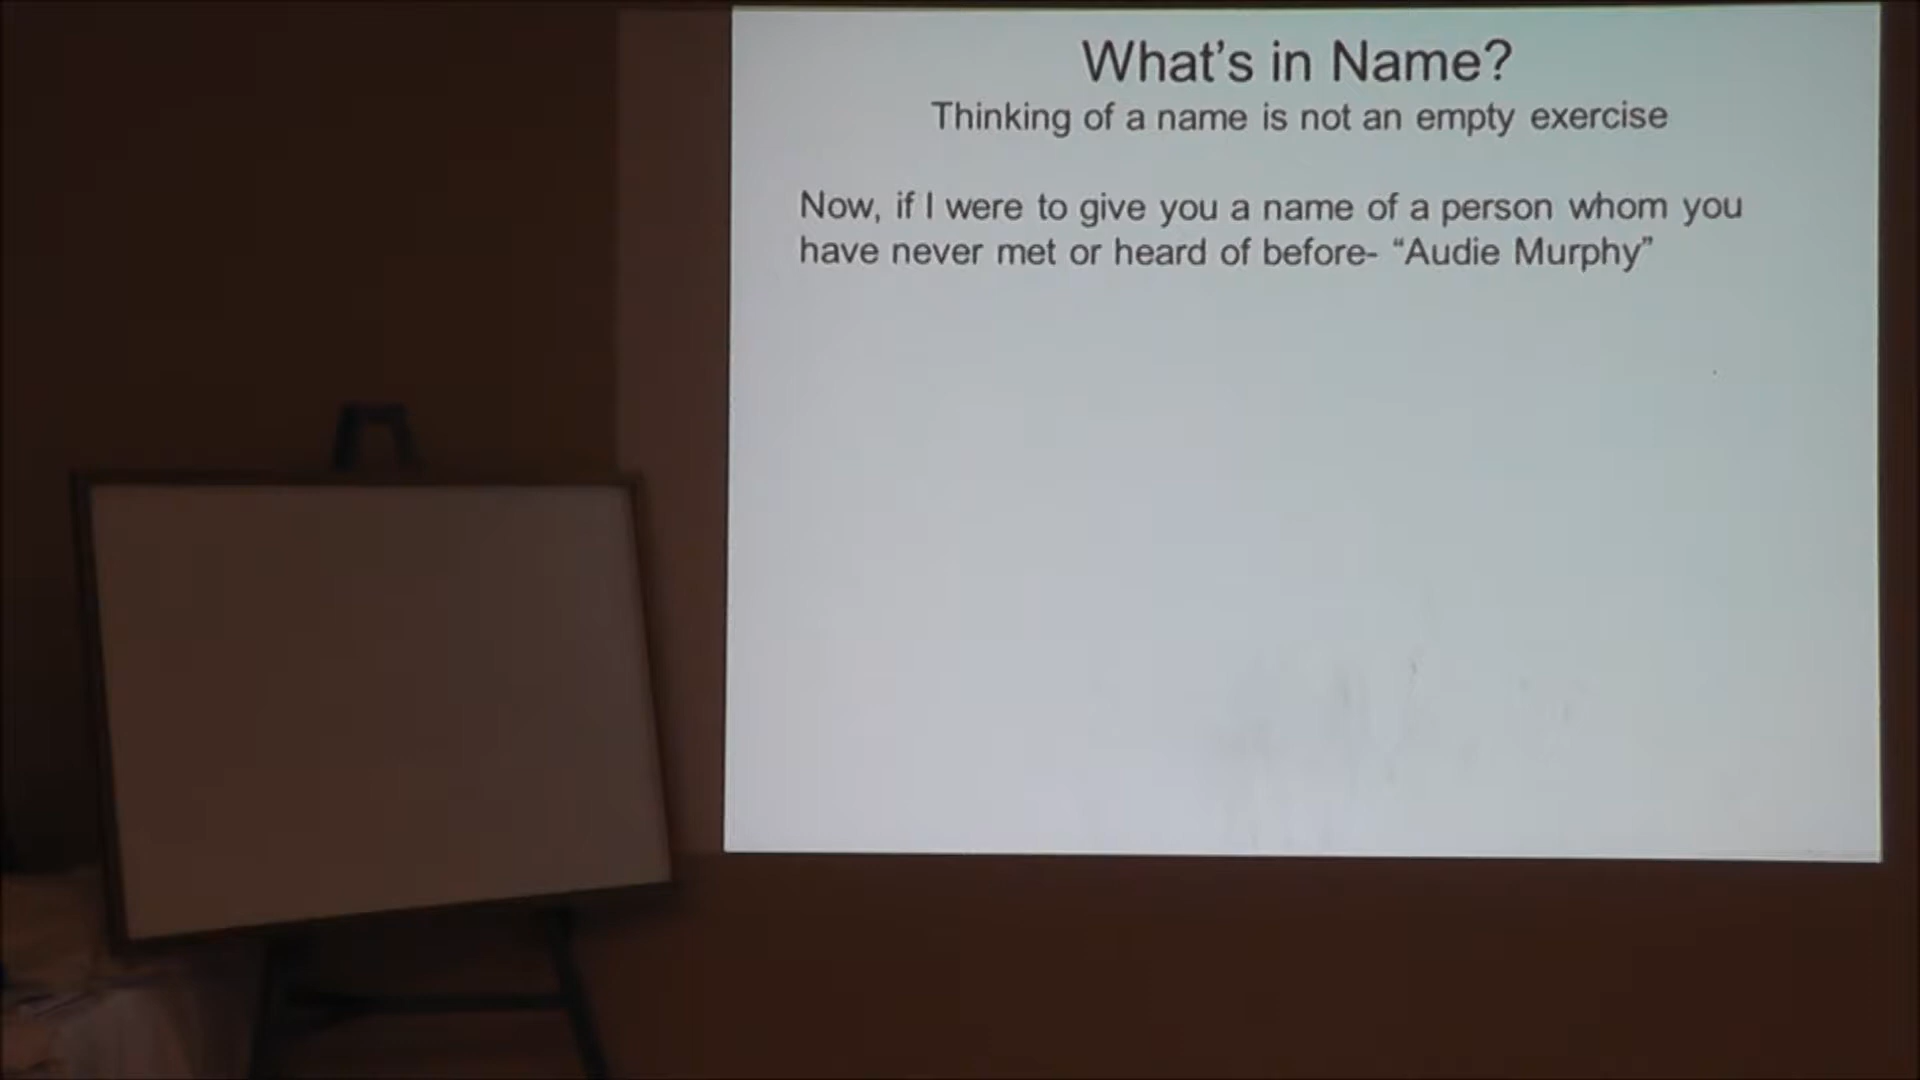 What's in Name?
Thinking of a name is not an empty exercise
Now, if I were to give you a name of a person whom you
have never met or heard of before- “Audie Murphy”